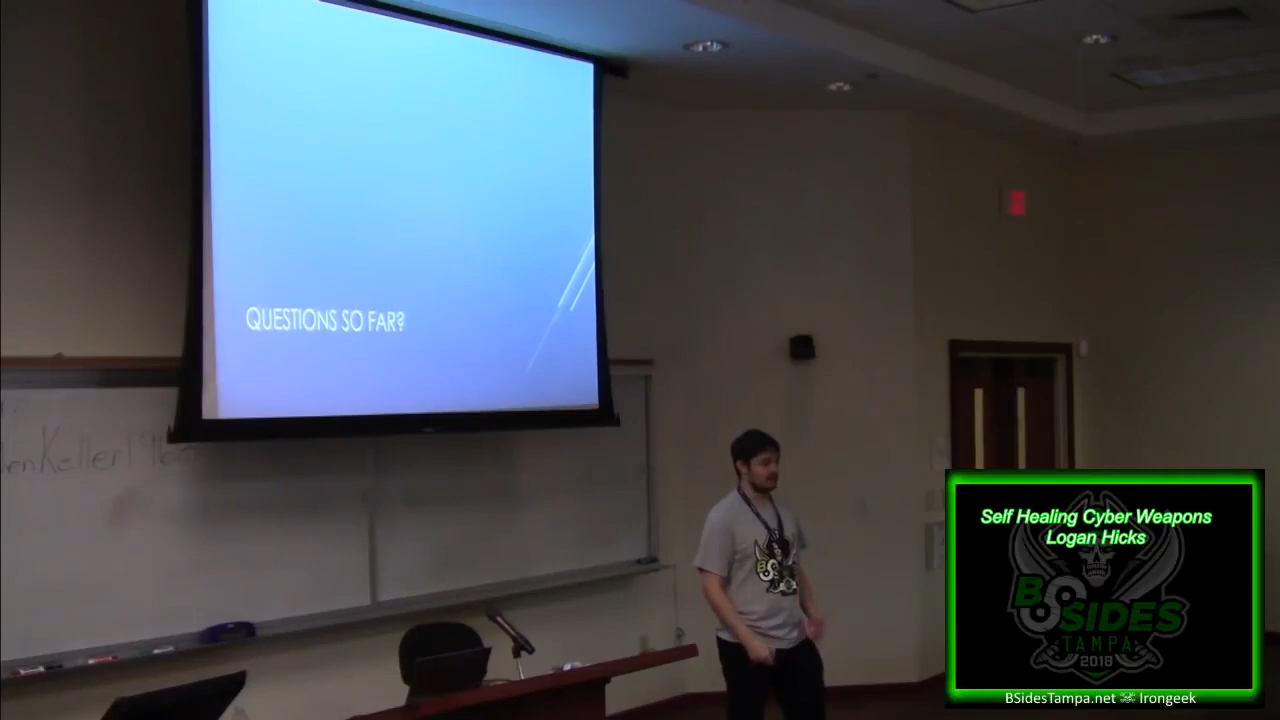 QUESTIONS SO FAR?
Self Healing Cyber Weapons
Logan Hicks
BSIDES
TAMPA
2018
BSidesTampa.net Irongeek